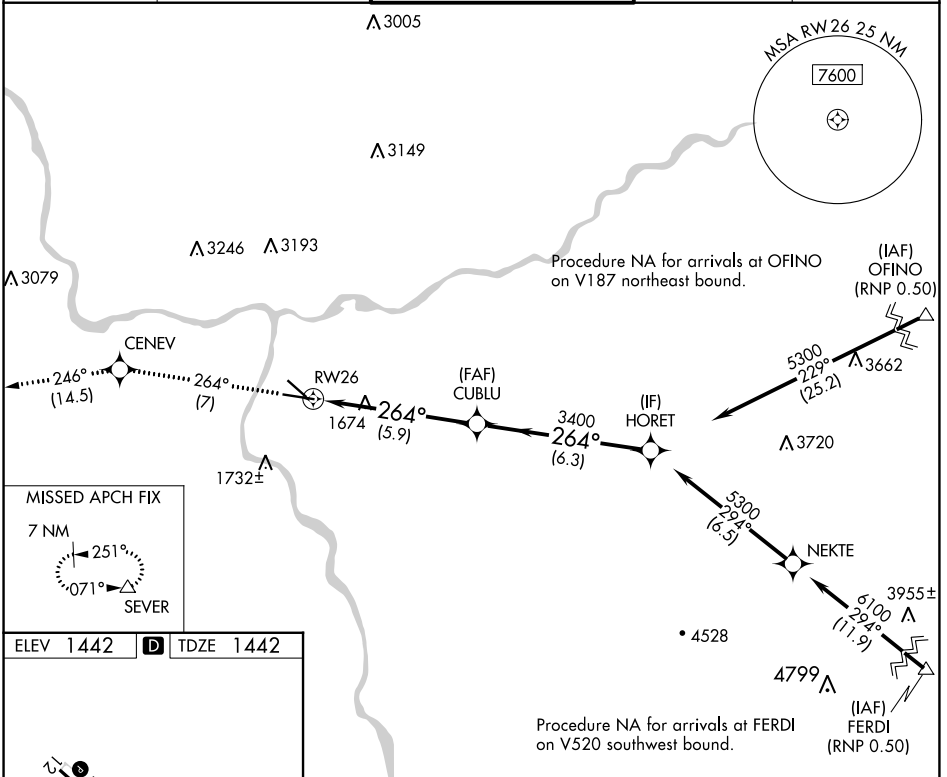 3005
MSA RW26 25 NM
7600
3149
3246
3193
3079
Procedure NA for arrivals at OFINO
on V187 northeast bound.
(IAF)
OFINO
(RNP 0.50)
5300
229°
(25.2)
3662
CENEV
246°
(14.5)
264°
(7)
RW26
1674
264°
(5.9)
(FAF)
CUBLU
3400
264°
(6.3)
(IF)
HORET
3720
1732±
5300
294°
(6.5)
NEKTE
MISSED APCH FIX
7 NM
251°
071°
SEVER
6100
294°
(11.9)
3955±
4528
4799
(IAF)
FERDI
(RNP 0.50)
Procedure NA for arrivals at FERDI
on V520 southwest bound.
ELEV 1442 D TDZE 1442
12
P